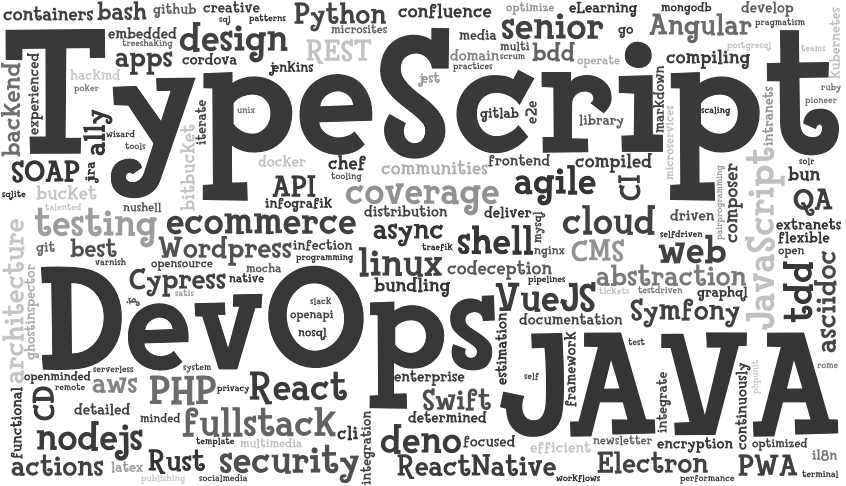 containers
bash
github
creative
sql
patterns
Python
confluence
optimize
eLearning
mongodb
develop
pragmatism
kubernetes
embedded
treeshaking
design
microsites
REST
media
senior
go
Angular
postgresql
teams
hackmd
apps
cordova
jenkins
domain
multi
scrum
practices
bdd
operate
compiling
ruby
poker
backend
experienced
TypeScript
jest
unix
iterate
gitlab
e2e
library
markdown
microservices
scaling
intranets
pioneer
a11y
wizard
tools
bitbucket
SOAP
jira
docker
chef
tooling
communities
frontend
compiled
CI
solr
bun
sqlite
bucket
talented
nushell
API
infografik
coverage
agile
pairprogramming
composer
JavaScript
QA
testing
ecommerce
distribution
deliver
mysql
cloud
driven
extranets
flexible
git
best
Wordpress
infection
async
traefik
shell
nginx
CMS
selfdriven
web
open
varnish
opensource
mocha
programming
linux
codeception
pipelines
abstraction
architecture
ghostinspector
Cypress
satis
native
bundling
VueJS
tickets
testdriven
graphql
tdd
asciidoc
DevOps
slack
openapi
nosql
documentation
Symfony
estimation
JAVA
test
framework
self
serverless
system
openminded
remote
aws
PHP
privacy
React
enterprise
phpunit
rome
functional
CD
detailed
minded
fullstack
Swift
determined
integrate
continuously
nodejs
template
multimedia
cli
integration
deno
focused
efficient
newsletter
encryption
optimized
i18n
actions
latex
Rust
security
ReactNative
Electron
PWA
terminal
publishing
socialmedia
workflows
performance